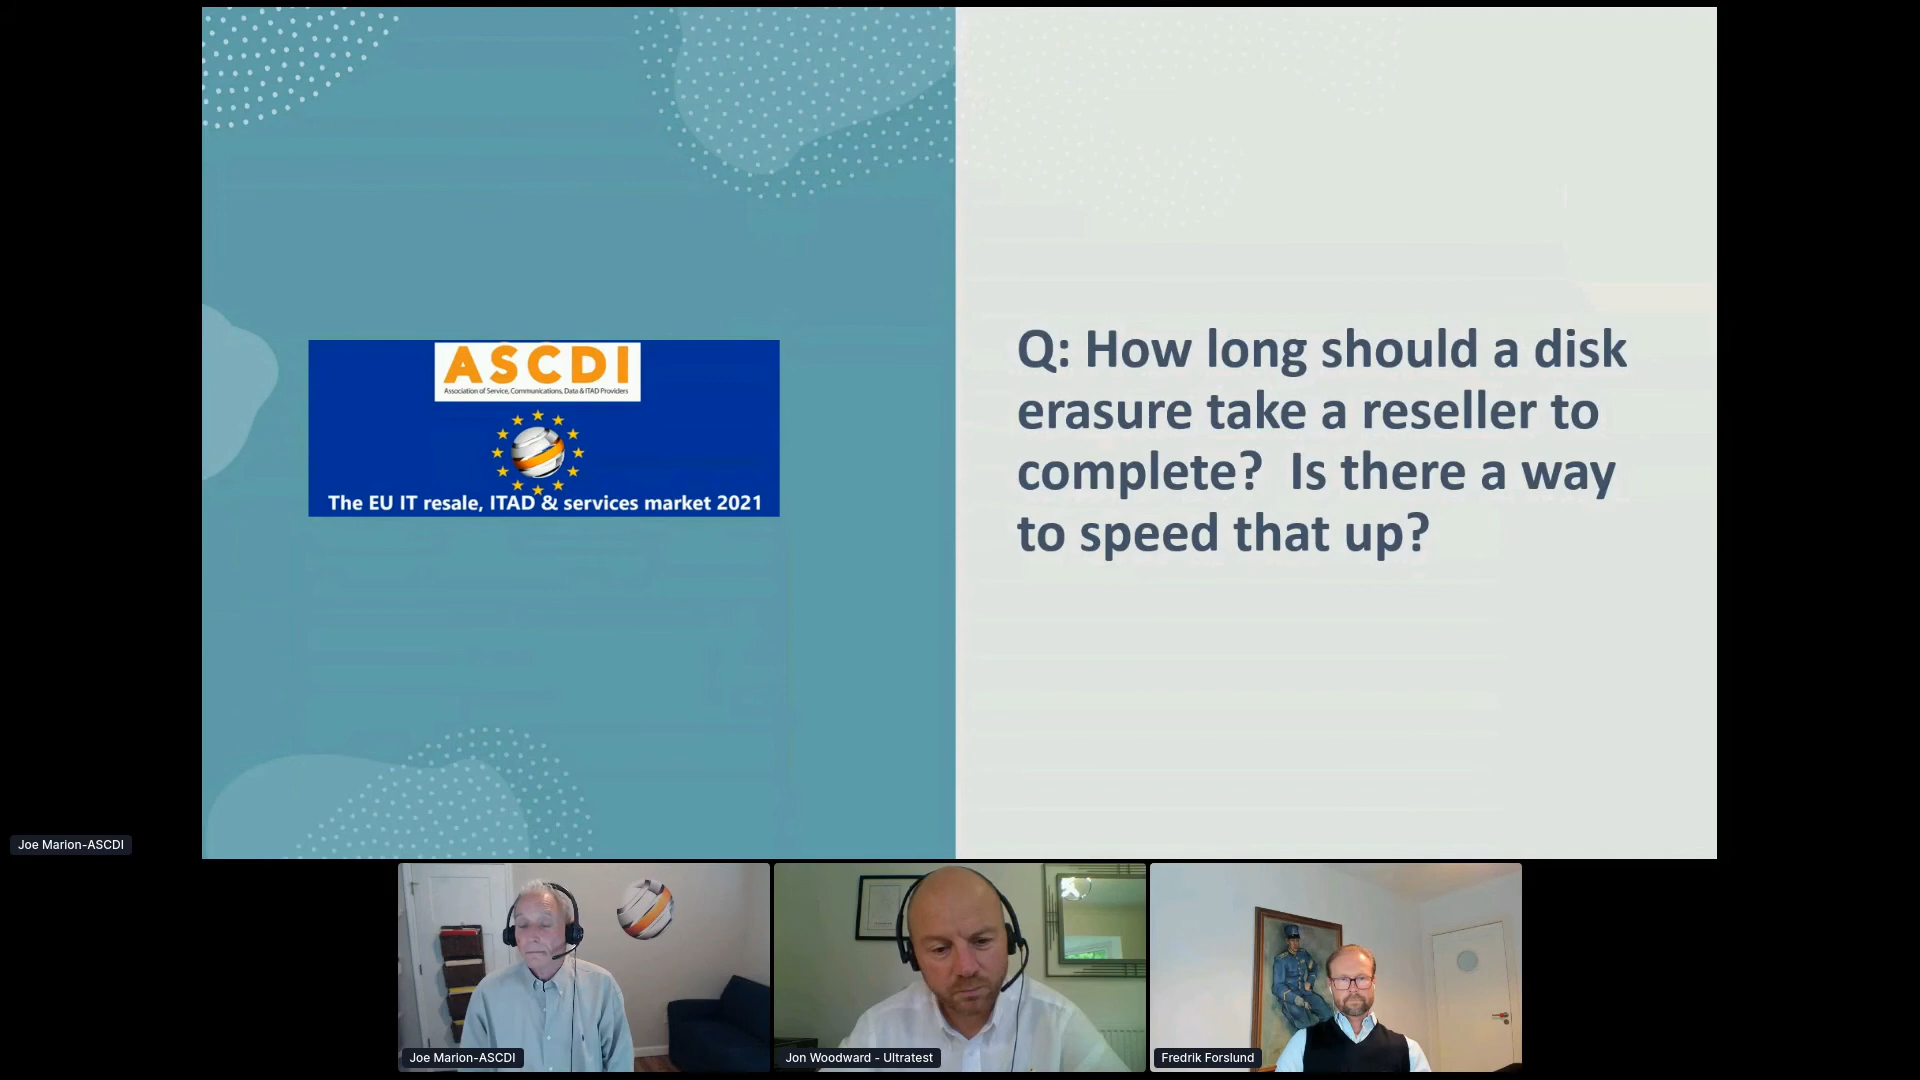 ASCDI
Association of Service, Communications, Data & ITAD Providers
The EU IT resale, ITAD & services market 2021
Q: How long should a disk
erasure take a reseller to
complete?  Is there a way
to speed that up?
Joe Marion-ASCDI
Joe Marion-ASCDI
Jon Woodward - Ultratest
Fredrik Forslund